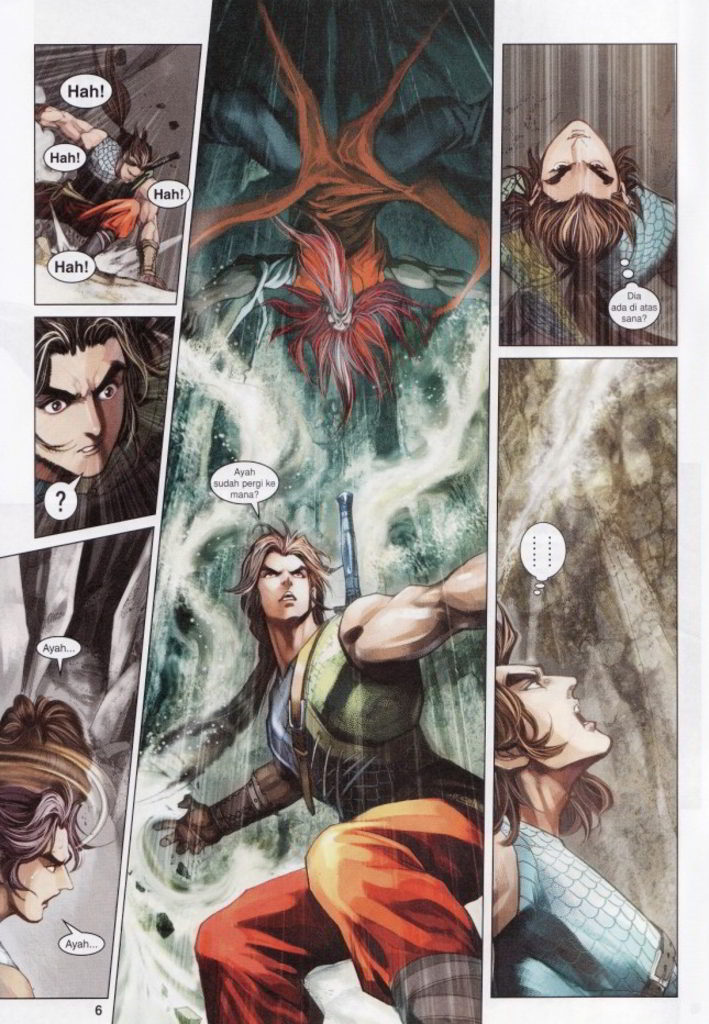 Hah!
Hah!
Hah!
Hah!
?
Ayah...
Ayah...
Ayah
sudah pergi ke
mana?
Dia
ada di atas
sana?
......
6